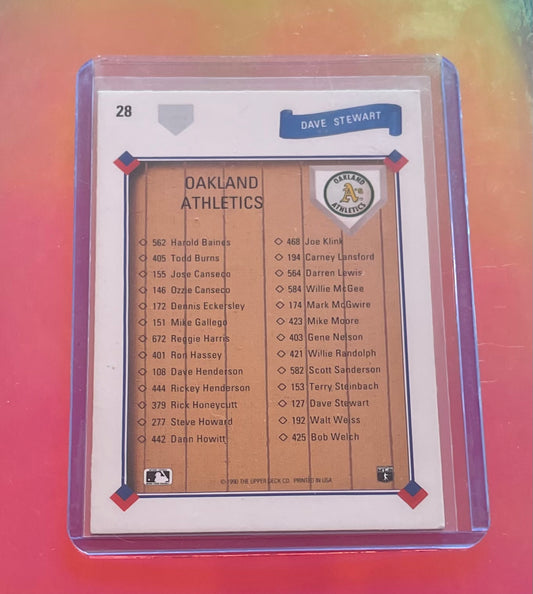 28
DAVE STEWART
OAKLAND
ATHLETICS
OAKLAND
A's
ATHLETICS
562 Harold Baines
405 Todd Burns
155 Jose Canseco
146 Ozzie Canseco
172 Dennis Eckersley
151 Mike Gallego
672 Reggie Harris
401 Ron Hassey
108 Dave Henderson
444 Rickey Henderson
379 Rick Honeycutt
277 Steve Howard
442 Dann Howitt
468 Joe Klink
194 Carney Lansford
564 Darren Lewis
584 Willie McGee
174 Mark McGwire
423 Mike Moore
403 Gene Nelson
421 Willie Randolph
582 Scott Sanderson
153 Terry Steinbach
127 Dave Stewart
192 Walt Weiss
425 Bob Welch
© 1990 THE UPPER DECK CO. PRINTED IN USA